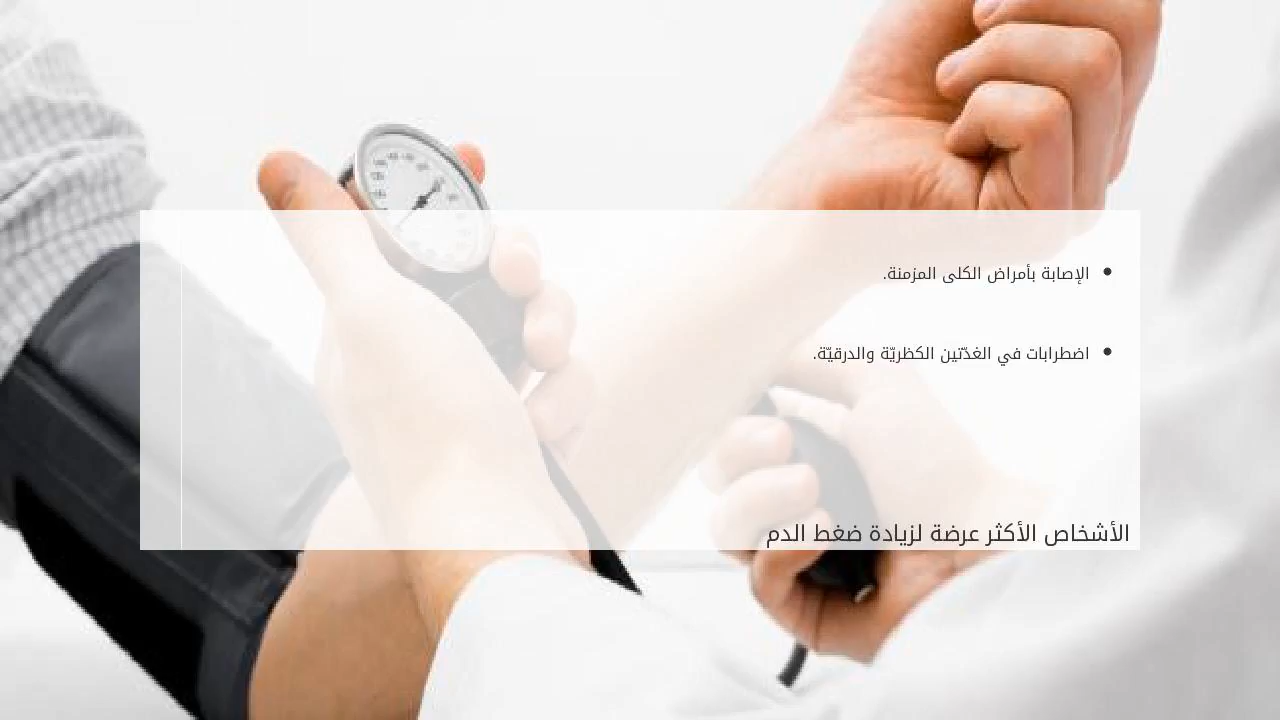 الإصابة بأمراض الكلى المزمنة.
اضطرابات في الغدّتين الكظريّة والدرقيّة.
الأشخاص الأكثر عرضة لزيادة ضغط الدم